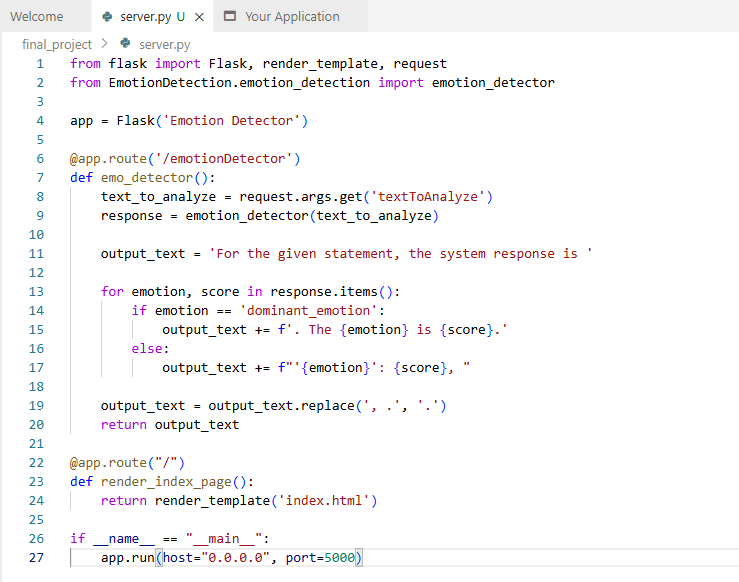 Welcome server.py U Your Application
final_project > server.py
1 from flask import Flask, render_template, request
2 from EmotionDetection.emotion_detection import emotion_detector
3
4 app = Flask('Emotion Detector')
5
6 @app.route('/emotionDetector')
7 def emo_detector():
8     text_to_analyze = request.args.get('textToAnalyze')
9     response = emotion_detector(text_to_analyze)
10
11     output_text = 'For the given statement, the system response is '
12
13     for emotion, score in response.items():
14         if emotion == 'dominant_emotion':
15             output_text += f'. The {emotion} is {score}.'
16         else:
17             output_text += f"'{emotion}': {score}, "
18
19     output_text = output_text.replace(', .', '.')
20     return output_text
21
22 @app.route("/")
23 def render_index_page():
24     return render_template('index.html')
25
26 if __name__ == "__main__":
27     app.run(host="0.0.0.0", port=5000)